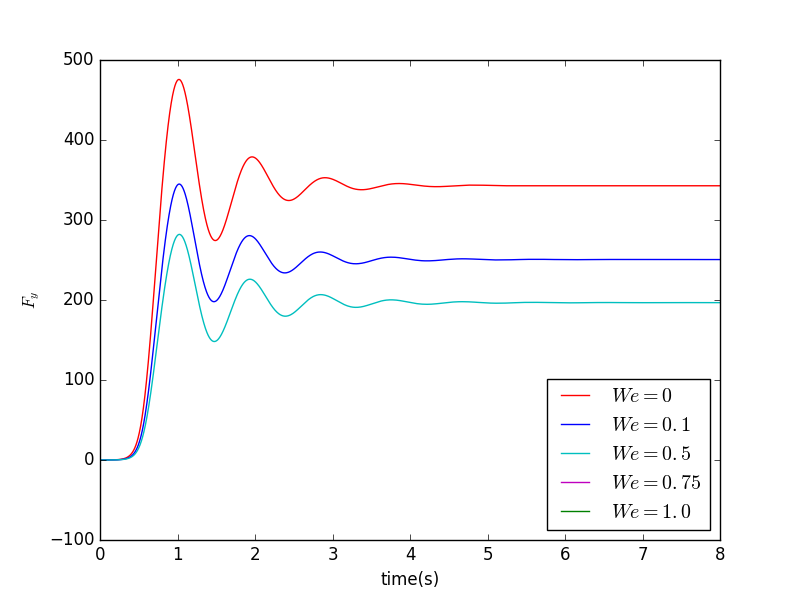 500
400
300
200
100
0
−100
F_y
0 1 2 3 4 5 6 7 8
time(s)
We = 0
We = 0.1
We = 0.5
We = 0.75
We = 1.0